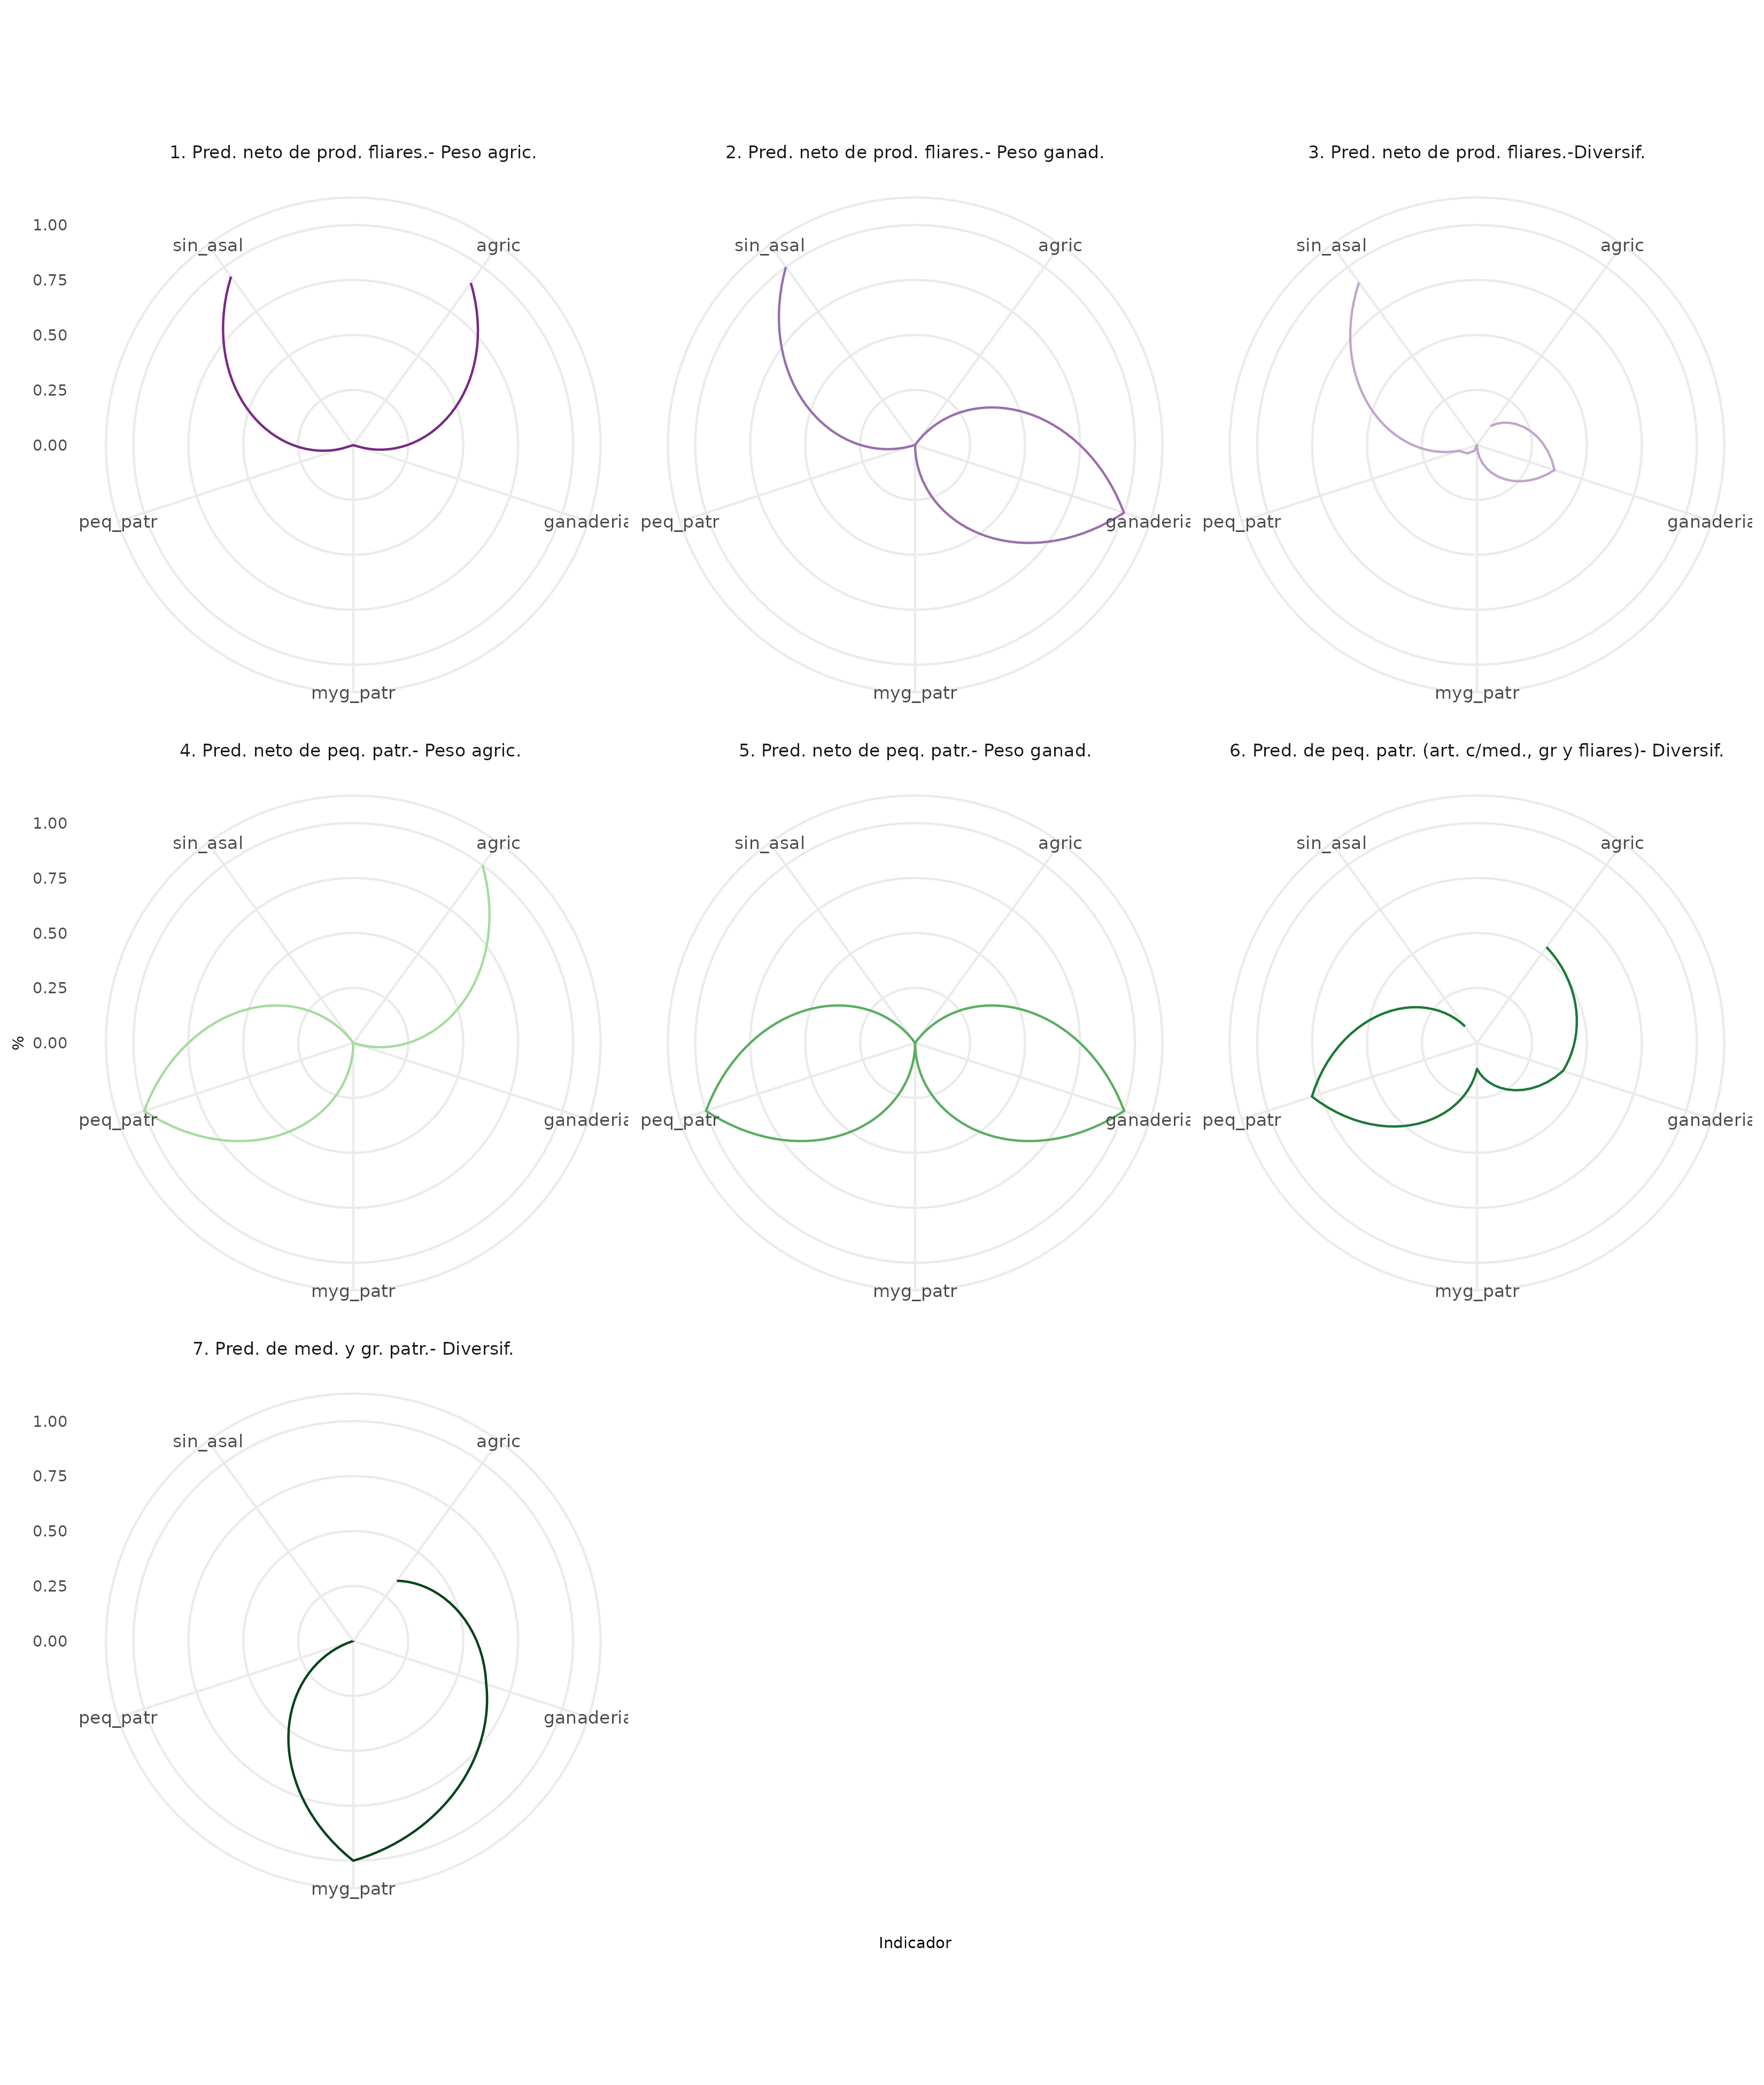 1. Pred. neto de prod. fliares.- Peso agric.
2. Pred. neto de prod. fliares.- Peso ganad.
3. Pred. neto de prod. fliares.-Diversif.
1.00
0.75
0.50
0.25
0.00
sin_asal
agric
peq_patr
ganaderia
myg_patr
sin_asal
agric
peq_patr
ganaderia
myg_patr
sin_asal
agric
peq_patr
ganaderia
myg_patr
4. Pred. neto de peq. patr.- Peso agric.
5. Pred. neto de peq. patr.- Peso ganad.
6. Pred. de peq. patr. (art. c/med., gr y fliares)- Diversif.
%
1.00
0.75
0.50
0.25
0.00
sin_asal
agric
peq_patr
ganaderia
myg_patr
sin_asal
agric
peq_patr
ganaderia
myg_patr
sin_asal
agric
peq_patr
ganaderia
myg_patr
7. Pred. de med. y gr. patr.- Diversif.
1.00
0.75
0.50
0.25
0.00
sin_asal
agric
peq_patr
ganaderia
myg_patr
Indicador